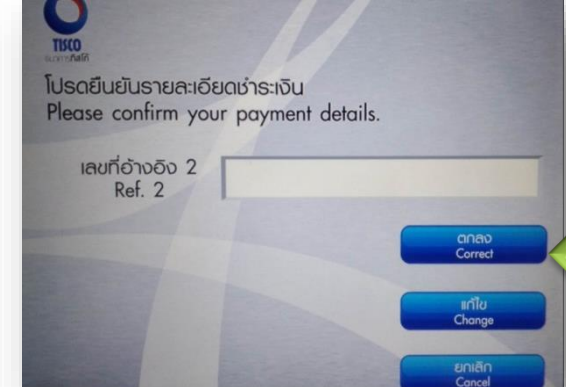 TISCO
ธนาคารทิสโก้
โปรดยืนยันรายละเอียดชำระเงิน
Please confirm your payment details.
เลขที่อ้างอิง 2
Ref. 2
ตกลง
Correct
แก้ไข
Change
ยกเลิก
Cancel